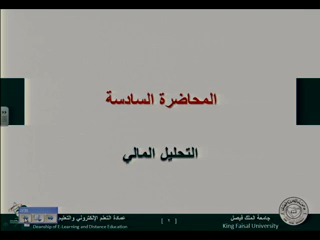 المحاضرة السادسة
التحليل المالي
جامعة الملك فيصل
King Faisal University
عمادة التعلم الإلكتروني والتعليم
Deanship of E-Learning and Distance Education